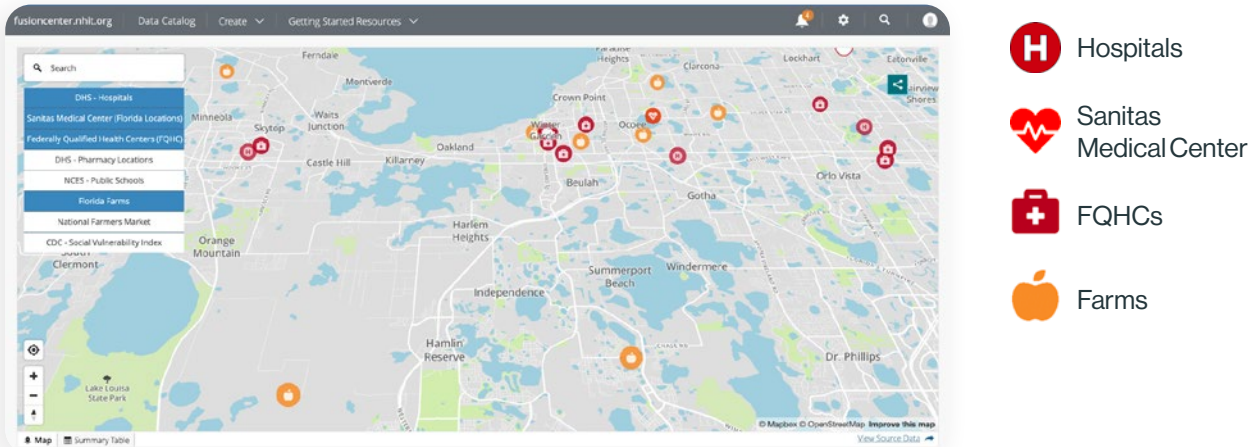 fusioncenter.nhit.org Data Catalog Create Getting Started Resources
Search
DHS - Hospitals
Sanitas Medical Center (Florida Locations)
Federally Qualified Health Centers (FQHC)
DHS - Pharmacy Locations
NCES - Public Schools
Florida Farms
National Farmers Market
CDC - Social Vulnerability Index
Ferndale
Montverde
Minneola
Waits
Junction
Skytop
Castle Hill
Killarney
Oakland
Crown Point
Paradise
Heights
Clarcona
Lockhart
Eatonville
Fairview
Shores
Winter
Garden
Ocoee
Orlo Vista
Beulah
Gotha
Harlem
Heights
Orange
Mountain
South
Clermont
Summerport
Beach
Windermere
Independence
Hamlin
Reserve
Dr. Phillips
Lake Louisa
State Park
© Mapbox © OpenStreetMap Improve this map
Map Summary Table
View Source Data
H Hospitals
Sanitas
Medical Center
FQHCs
Farms